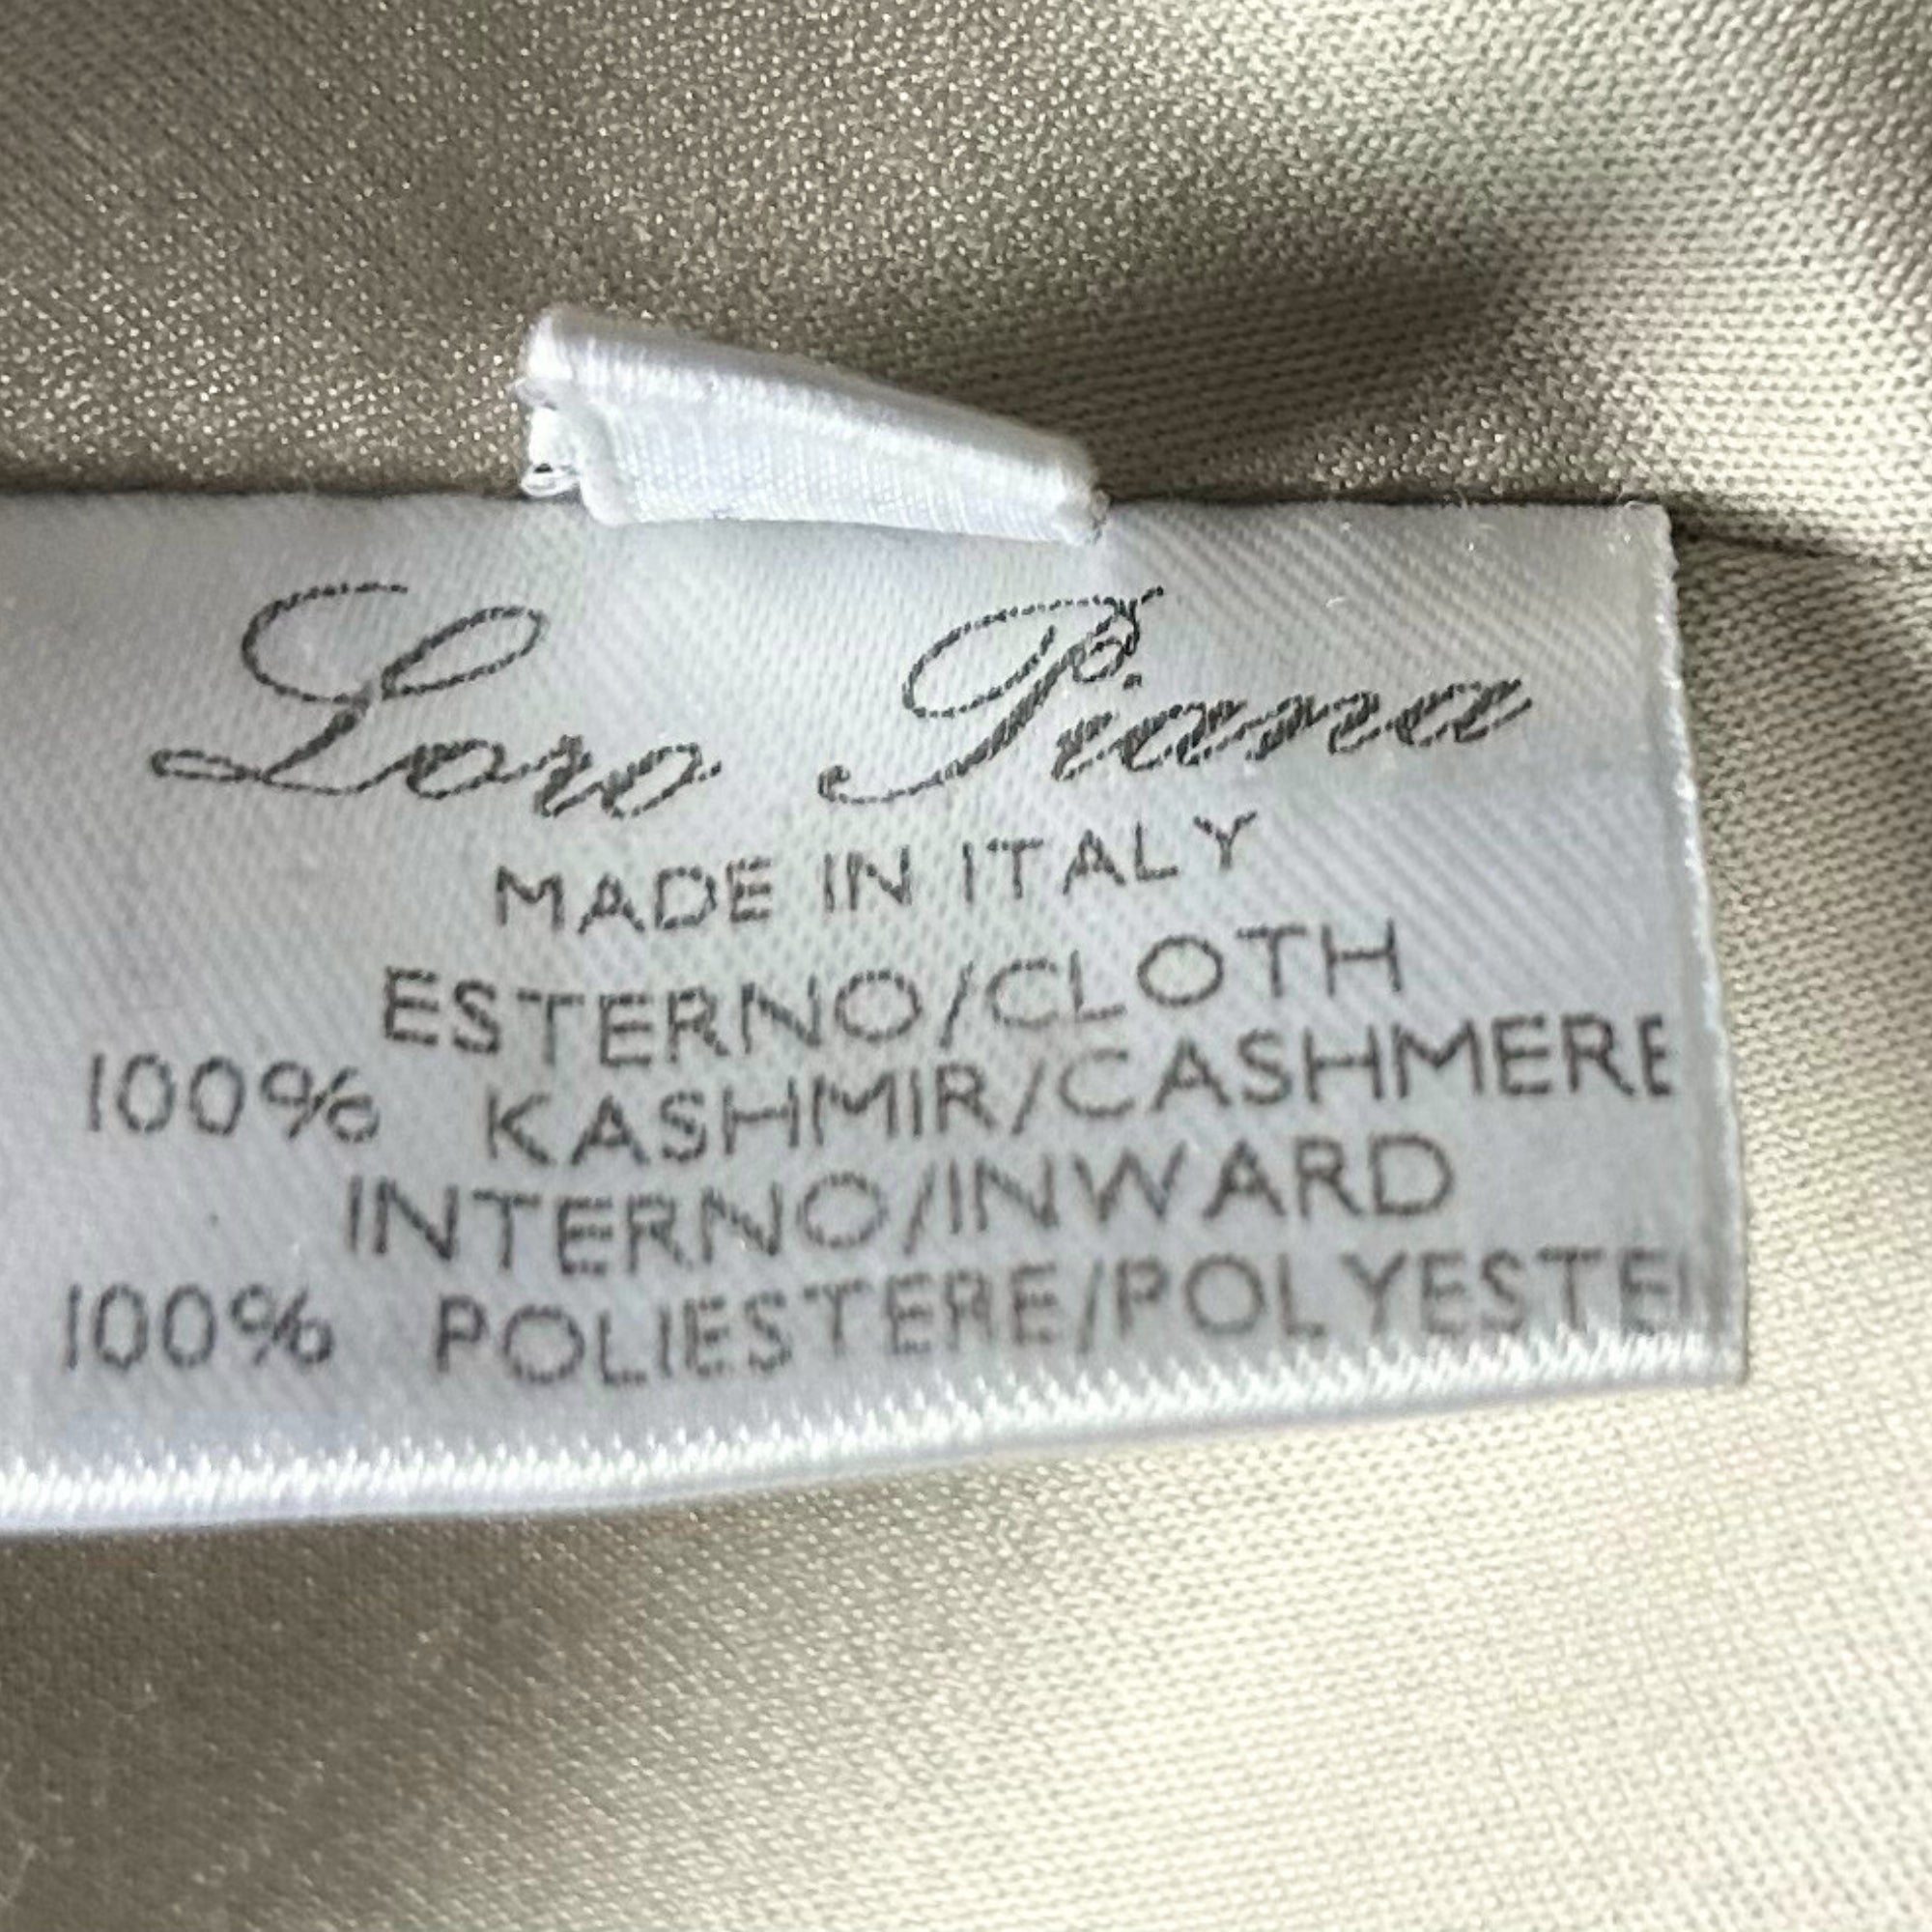 Loro Piana
MADE IN ITALY
ESTERNO/CLOTH
100% KASHMIR/CASHMERE
INTERNO/INWARD
100% POLIESTERE/POLYESTE